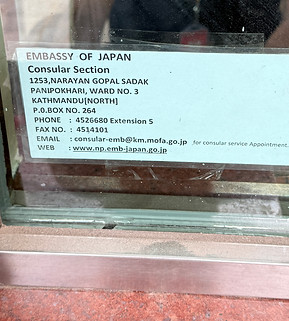 EMBASSY OF JAPAN
Consular Section
1253,NARAYAN GOPAL SADAK
PANIPOKHARI, WARD NO. 3
KATHMANDU[NORTH]
P.O.BOX NO. 264
PHONE : 4526680 Extension 5
FAX NO. : 4514101
EMAIL : consular-emb@km.mofa.go.jp for consular service Appointment.
WEB : www.np.emb-japan.go.jp